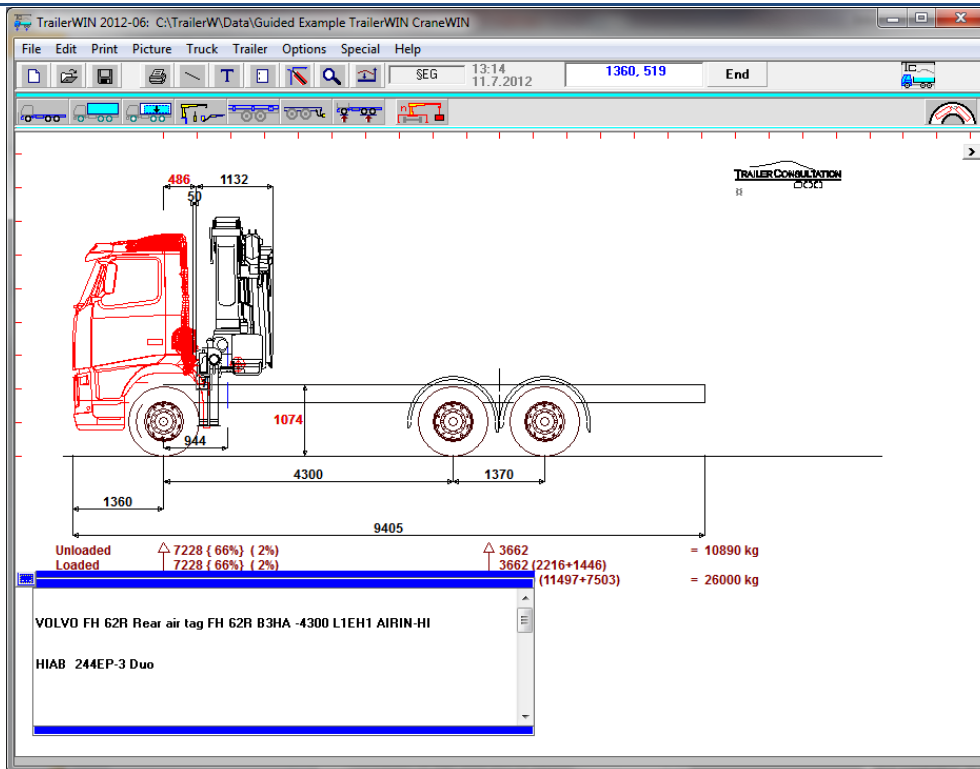 TrailerWIN 2012-06: C:\TrailerW\Data\Guided Example TrailerWIN CraneWIN
File Edit Print Picture Truck Trailer Options Special Help
T §EG 13:14 1360, 519 End
11.7.2012
TRAILER CONSULTATION
486 1132
50
1074
944
4300 1370
1360
9405
Unloaded 7228 { 66%} ( 2%) 3662 = 10890 kg
Loaded 7228 { 66%} ( 2%) 3662 (2216+1446)
(11497+7503) = 26000 kg
VOLVO FH 62R Rear air tag FH 62R B3HA -4300 L1EH1 AIRIN-HI
HIAB 244EP-3 Duo